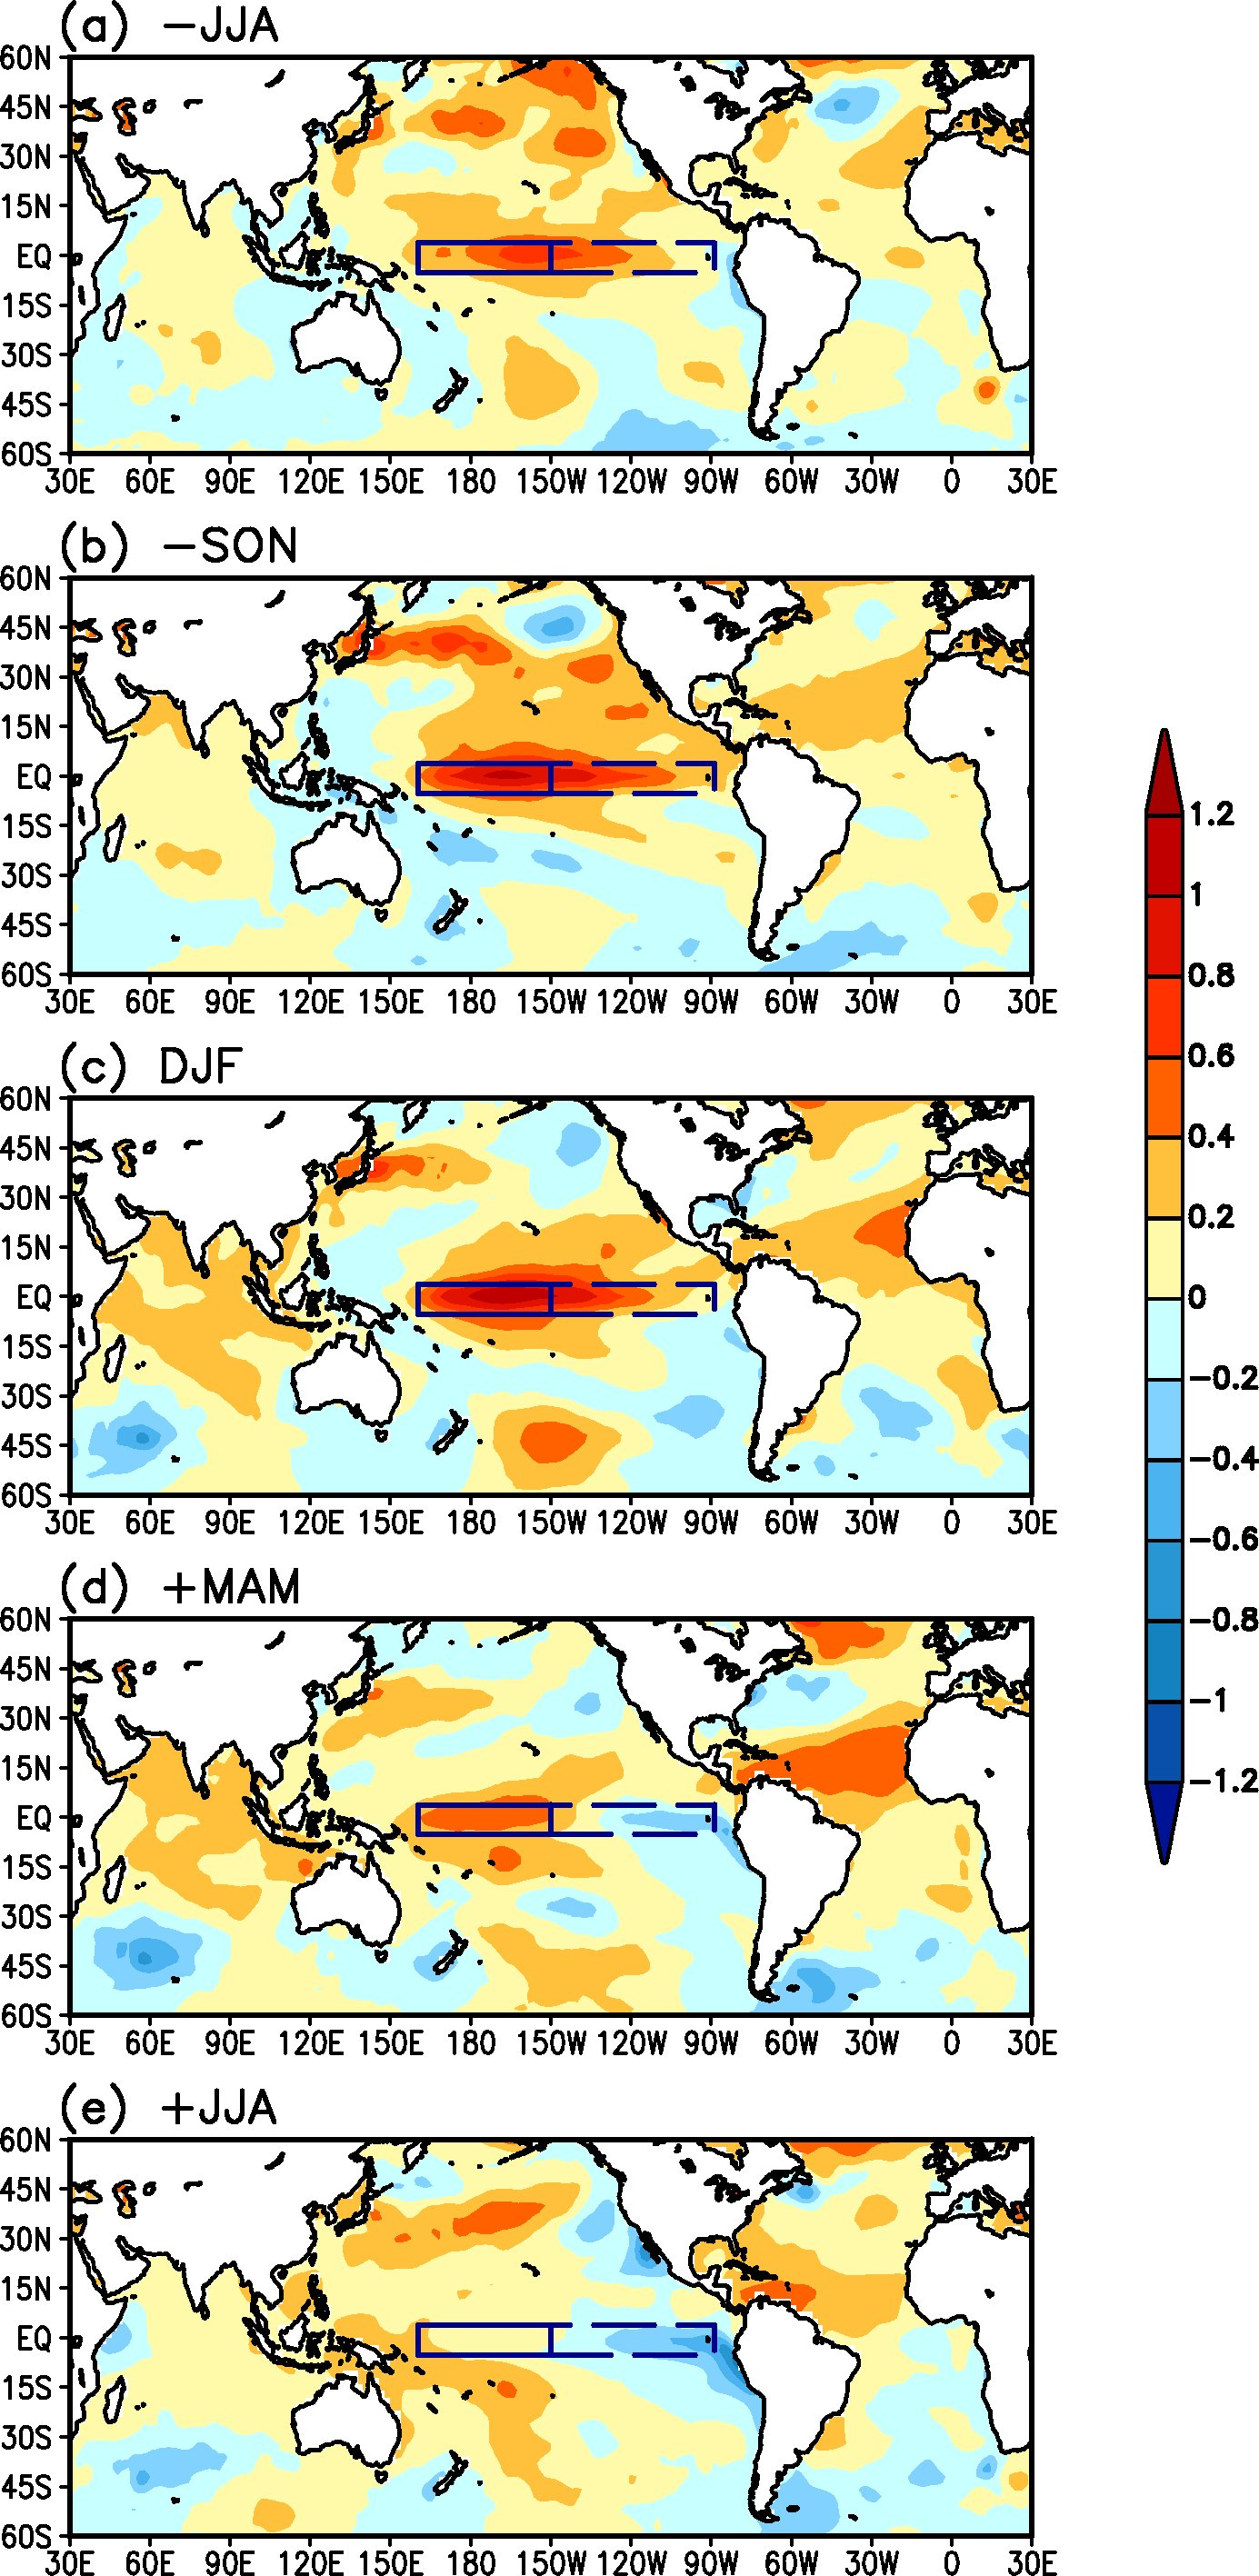 (a) −JJA
60N
45N
30N
15N
EQ
15S
30S
45S
60S
30E 60E 90E 120E 150E 180 150W 120W 90W 60W 30W 0 30E
(b) −SON
60N
45N
30N
15N
EQ
15S
30S
45S
60S
30E 60E 90E 120E 150E 180 150W 120W 90W 60W 30W 0 30E
(c) DJF
60N
45N
30N
15N
EQ
15S
30S
45S
60S
30E 60E 90E 120E 150E 180 150W 120W 90W 60W 30W 0 30E
(d) +MAM
60N
45N
30N
15N
EQ
15S
30S
45S
60S
30E 60E 90E 120E 150E 180 150W 120W 90W 60W 30W 0 30E
(e) +JJA
60N
45N
30N
15N
EQ
15S
30S
45S
60S
30E 60E 90E 120E 150E 180 150W 120W 90W 60W 30W 0 30E
1.2
1
0.8
0.6
0.4
0.2
0
−0.2
−0.4
−0.6
−0.8
−1
−1.2